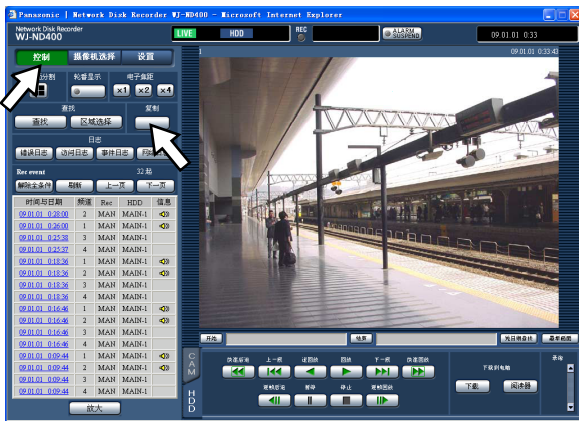 Panasonic | Network Disk Recorder WJ-ND400 - Microsoft Internet Explorer
Network Disk Recorder
WJ-ND400
LIVE HDD REC ALARM SUSPEND 09.01.01 0:33
控制 摄像机选择 设置
1 09.01.01 0:33:43
分割 轮番显示 电子变距
×1 ×2 ×4
查找 复制
查找 区域选择
日志
错误日志 访问日志 事件日志
Rec event 32 起
解除全条件 刷新 上一页 下一页
时间与日期 频道 Rec HDD 信息
09.01.01 0:28:00 2 MAN MAIN-1
09.01.01 0:26:00 1 MAN MAIN-1
09.01.01 0:25:38 3 MAN MAIN-1
09.01.01 0:25:37 4 MAN MAIN-1
09.01.01 0:18:36 1 MAN MAIN-1
09.01.01 0:18:36 2 MAN MAIN-1
09.01.01 0:18:36 3 MAN MAIN-1
09.01.01 0:18:36 4 MAN MAIN-1
09.01.01 0:16:46 1 MAN MAIN-1
09.01.01 0:16:46 2 MAN MAIN-1
09.01.01 0:16:46 3 MAN MAIN-1
09.01.01 0:16:46 4 MAN MAIN-1
09.01.01 0:09:44 1 MAN MAIN-1
09.01.01 0:09:44 2 MAN MAIN-1
09.01.01 0:09:44 3 MAN MAIN-1
09.01.01 0:09:44 4 MAN MAIN-1
放大
开始 结束 最新画面
CAM
HDD
快速后退 上一段 逆回放 回放 下一段 快速回放
逐帧后退 暂停 停止 逐帧回放
下载到电脑
下载 阅读器
录像